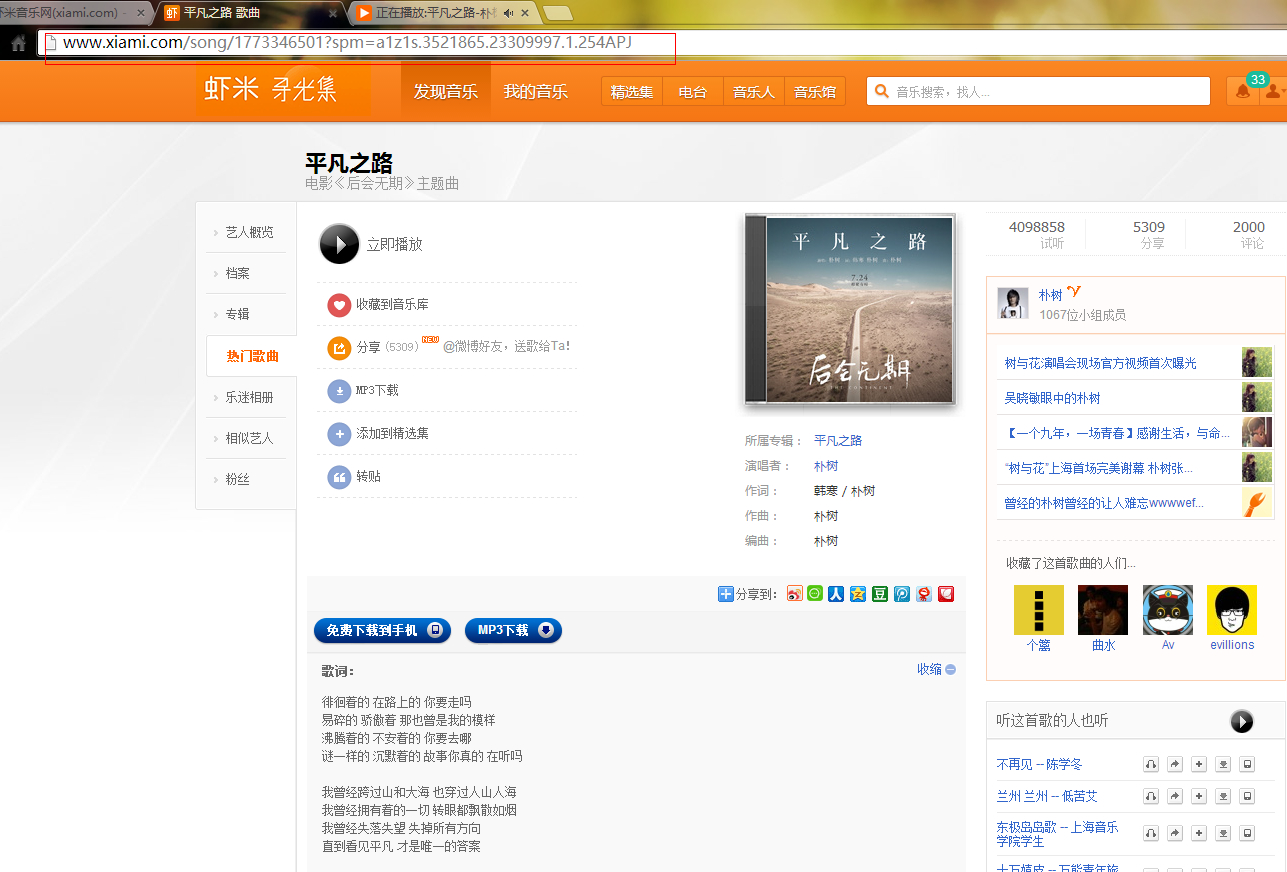 虾米音乐网(xiami.com) -
平凡之路 歌曲
正在播放:平凡之路-朴树
www.xiami.com/song/1773346501?spm=a1z1s.3521865.23309997.1.254APJ
虾米
发现音乐
我的音乐
精选集
电台
音乐人
音乐馆
音乐搜索，找人...
33
平凡之路
电影《后会无期》主题曲
艺人概览
档案
专辑
热门歌曲
乐迷相册
相似艺人
粉丝
立即播放
收藏到音乐库
分享 (5309) NEW @微博好友，送歌给Ta!
MP3下载
添加到精选集
转贴
平 凡 之 路
7.24
后会无期
THE CONTINENT
所属专辑： 平凡之路
演唱者： 朴树
作词： 韩寒 / 朴树
作曲： 朴树
编曲： 朴树
分享到：
豆
免费下载到手机
MP3下载
歌词：
收缩
徘徊着的 在路上的 你要走吗
易碎的 骄傲着 那也曾是我的模样
沸腾着的 不安着的 你要去哪
谜一样的 沉默着的 故事你真的 在听吗
我曾经跨过山和大海 也穿过人山人海
我曾经拥有着的一切 转眼都飘散如烟
我曾经失落失望 失掉所有方向
直到看见平凡 才是唯一的答案
4098858 5309 2000
试听 分享 评论
朴树
1067位小组成员
树与花演唱会现场官方视频首次曝光
吴晓敏眼中的朴树
【一个九年，一场青春】感谢生活，与命...
“树与花”上海首场完美谢幕 朴树张...
曾经的朴树曾经的让人难忘wwwwef...
收藏了这首歌曲的人们...
个篱
曲水
Av
evillions
听这首歌的人也听
不再见 -- 陈学冬
兰州 兰州 -- 低苦艾
东极岛岛歌 -- 上海音乐
学院学生